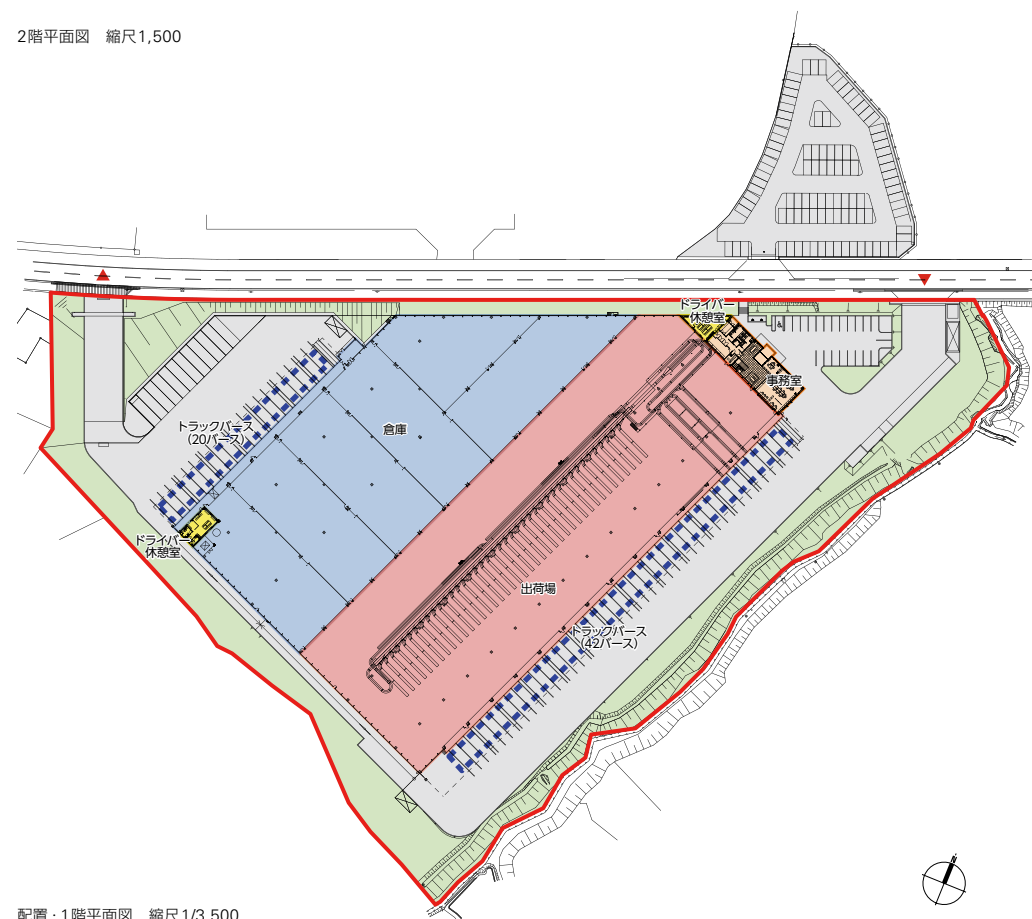 2階平面図　縮尺1,500
ドライバー
休憩室
事務室
トラックバース
（20バース）
倉庫
ドライバー
休憩室
出荷場
トラックバース
（42バース）
配置・1階平面図　縮尺1/3,500